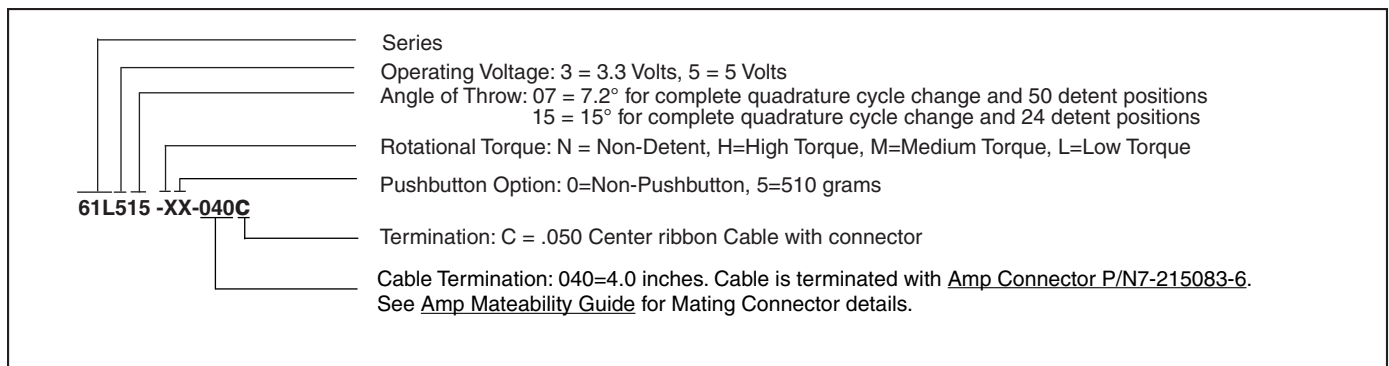 Series
Operating Voltage: 3 = 3.3 Volts, 5 = 5 Volts
Angle of Throw: 07 = 7.2° for complete quadrature cycle change and 50 detent positions
15 = 15° for complete quadrature cycle change and 24 detent positions
Rotational Torque: N = Non-Detent, H=High Torque, M=Medium Torque, L=Low Torque
Pushbutton Option: 0=Non-Pushbutton, 5=510 grams
61L515 -XX-040C
Termination: C = .050 Center ribbon Cable with connector
Cable Termination: 040=4.0 inches. Cable is terminated with Amp Connector P/N7-215083-6.
See Amp Mateability Guide for Mating Connector details.